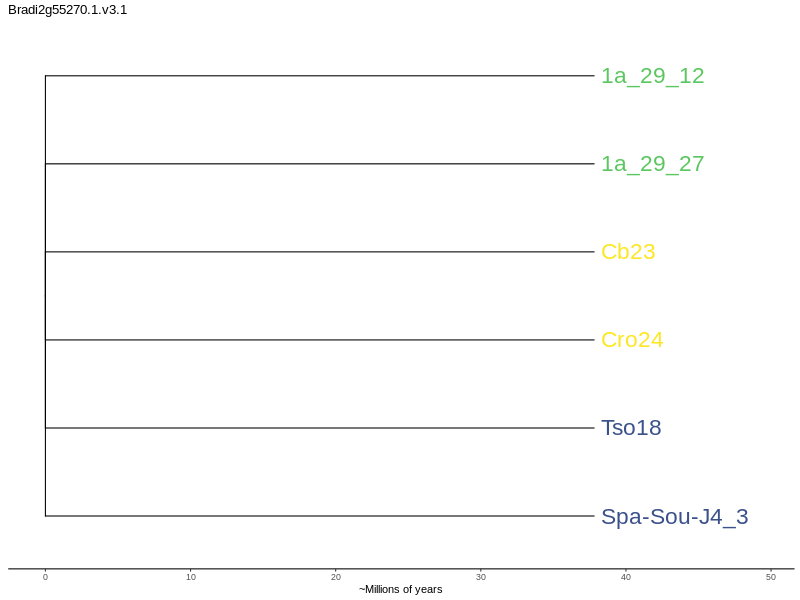 Bradi2g55270.1.v3.1
1a_29_12
1a_29_27
Cb23
Cro24
Tso18
Spa-Sou-J4_3
0 10 20 30 40 50
~Millions of years